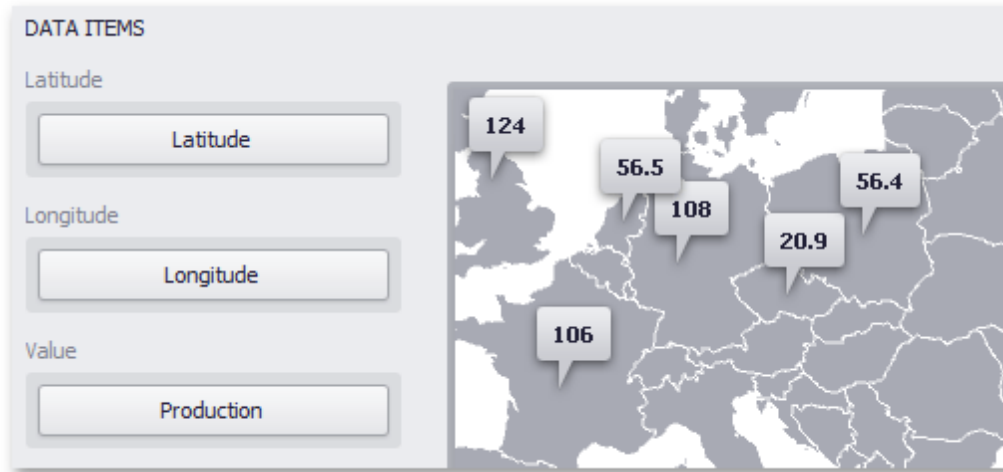 DATA ITEMS
Latitude
Latitude
Longitude
Longitude
Value
Production
124
56.5
56.4
108
20.9
106